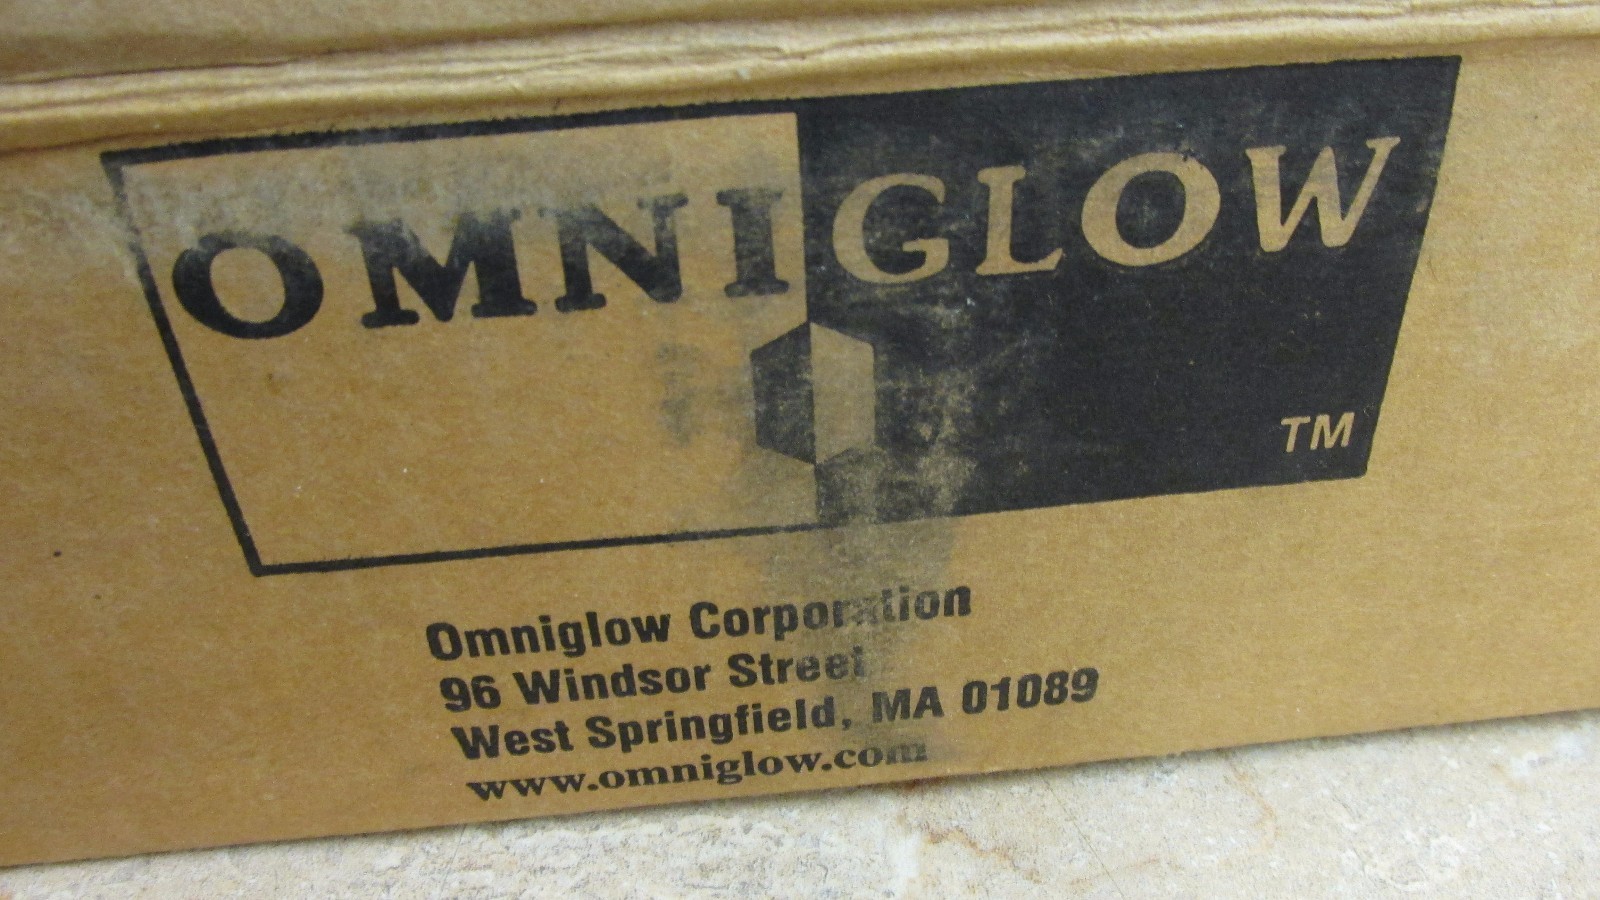 OMNIGLOW
TM
Omniglow Corporation
96 Windsor Street
West Springfield, MA 01089
www.omniglow.com